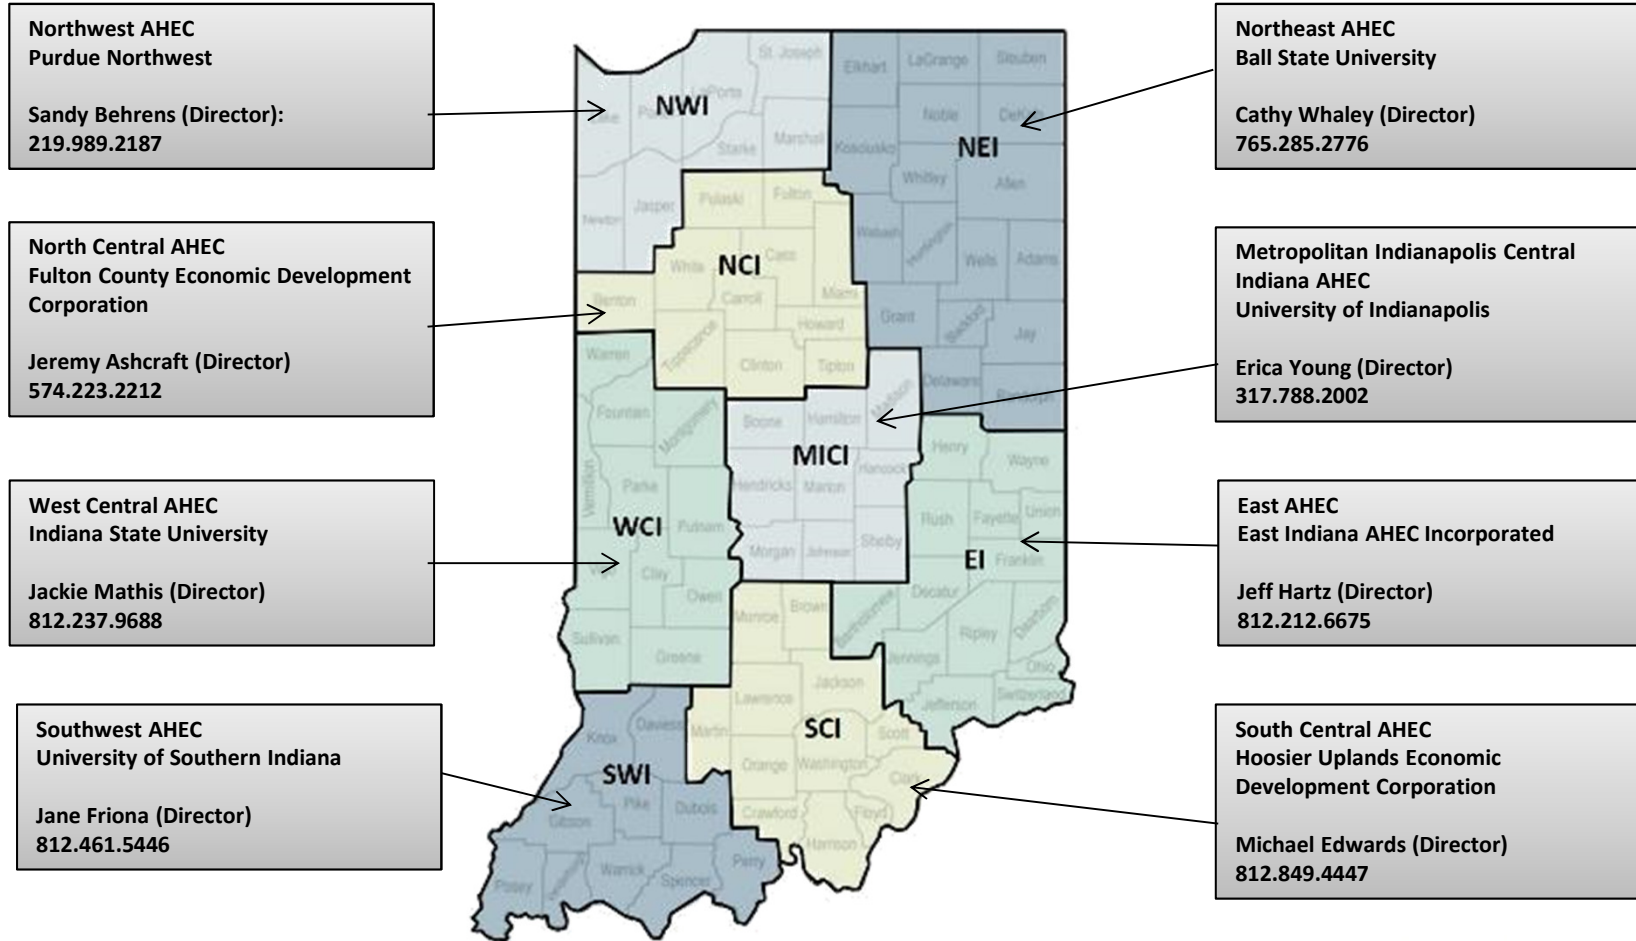 Northwest AHEC
Purdue Northwest
Sandy Behrens (Director):
219.989.2187
North Central AHEC
Fulton County Economic Development
Corporation
Jeremy Ashcraft (Director)
574.223.2212
West Central AHEC
Indiana State University
Jackie Mathis (Director)
812.237.9688
Southwest AHEC
University of Southern Indiana
Jane Friona (Director)
812.461.5446
St. Joseph
LaPorte
NWI
Lake
Starke
Marshall
Newton
Jasper
Elkhart
LaGrange
Steuben
Noble
DeKalb
NEI
Kosciusko
Whitley
Allen
Wabash
Huntington
Wells
Adams
Grant
Blackford
Jay
Delaware
Randolph
Pulaski
Fulton
White
NCI
Cass
Benton
Carroll
Miami
Howard
Tippecanoe
Clinton
Tipton
Warren
Fountain
Montgomery
Vermillion
Parke
WCI
Putnam
Vigo
Clay
Owen
Sullivan
Greene
Boone
Hamilton
Madison
MICI
Hancock
Hendricks
Marion
Morgan
Johnson
Shelby
Henry
Wayne
Rush
Fayette
Union
EI
Franklin
Decatur
Bartholomew
Dearborn
Jennings
Ripley
Ohio
Jefferson
Switzerland
Monroe
Brown
Lawrence
Jackson
Martin
SCI
Scott
Orange
Washington
Clark
Crawford
Floyd
Harrison
Knox
Daviess
SWI
Pike
Dubois
Gibson
Posey
Warrick
Spencer
Perry
Northeast AHEC
Ball State University
Cathy Whaley (Director)
765.285.2776
Metropolitan Indianapolis Central
Indiana AHEC
University of Indianapolis
Erica Young (Director)
317.788.2002
East AHEC
East Indiana AHEC Incorporated
Jeff Hartz (Director)
812.212.6675
South Central AHEC
Hoosier Uplands Economic
Development Corporation
Michael Edwards (Director)
812.849.4447